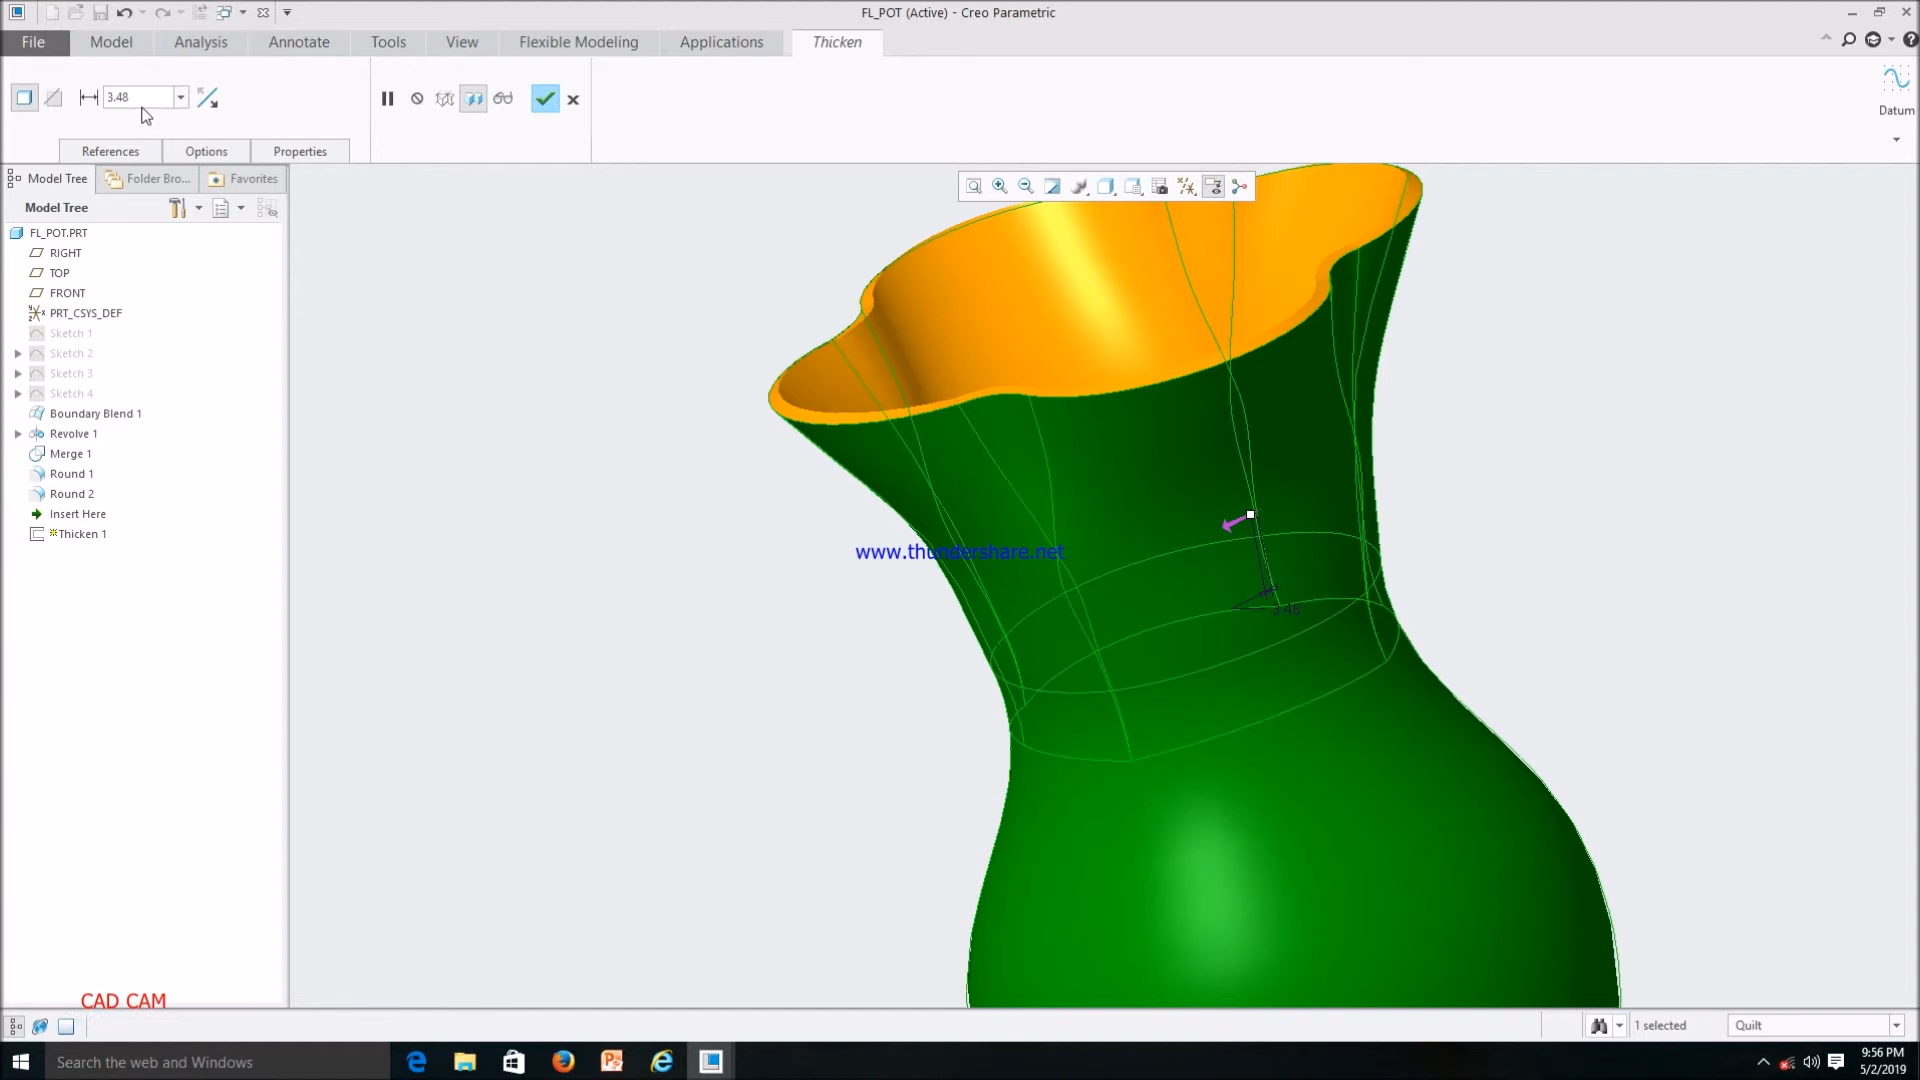 FL_POT (Active) - Creo Parametric
File Model Analysis Annotate Tools View Flexible Modeling Applications Thicken
3.48
Datum
References Options Properties
Model Tree Folder Bro... Favorites
Model Tree
FL_POT.PRT
RIGHT
TOP
FRONT
PRT_CSYS_DEF
Sketch 1
Sketch 2
Sketch 3
Sketch 4
Boundary Blend 1
Revolve 1
Merge 1
Round 1
Round 2
Insert Here
Thicken 1
www.thundershare.net
3.48
CAD CAM
1 selected
Quilt
Search the web and Windows
9:56 PM
5/2/2019